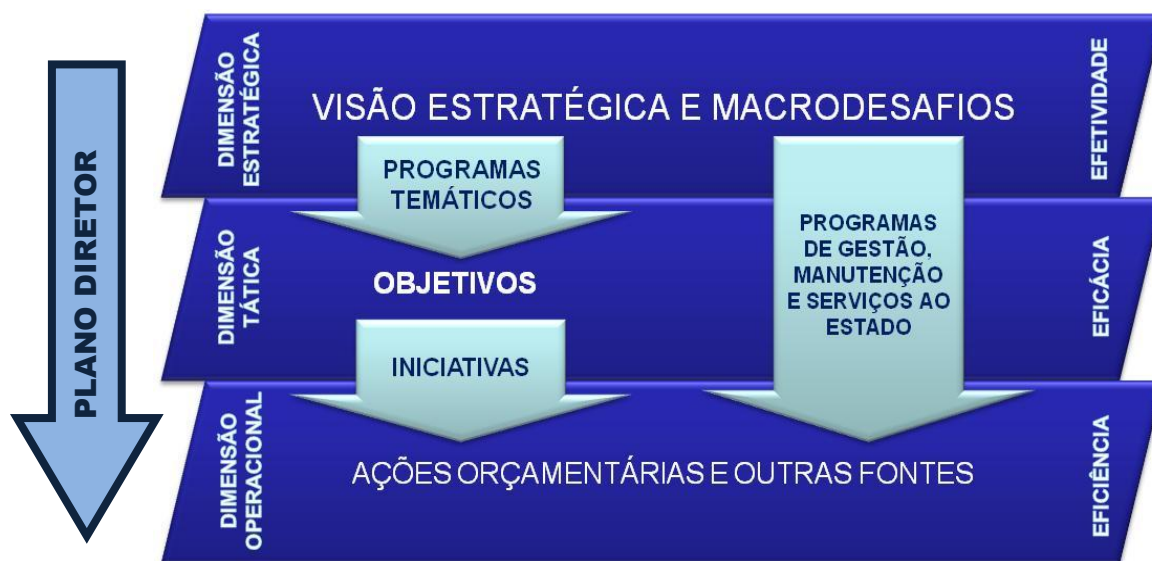 PLANO DIRETOR
DIMENSÃO
ESTRATÉGICA
VISÃO ESTRATÉGICA E MACRODESAFIOS
EFETIVIDADE
PROGRAMAS
TEMÁTICOS
DIMENSÃO
TÁTICA
OBJETIVOS
PROGRAMAS
DE GESTÃO,
MANUTENÇÃO
E SERVIÇOS AO
ESTADO
EFICÁCIA
INICIATIVAS
DIMENSÃO
OPERACIONAL
AÇÕES ORÇAMENTÁRIAS E OUTRAS FONTES
EFICIÊNCIA